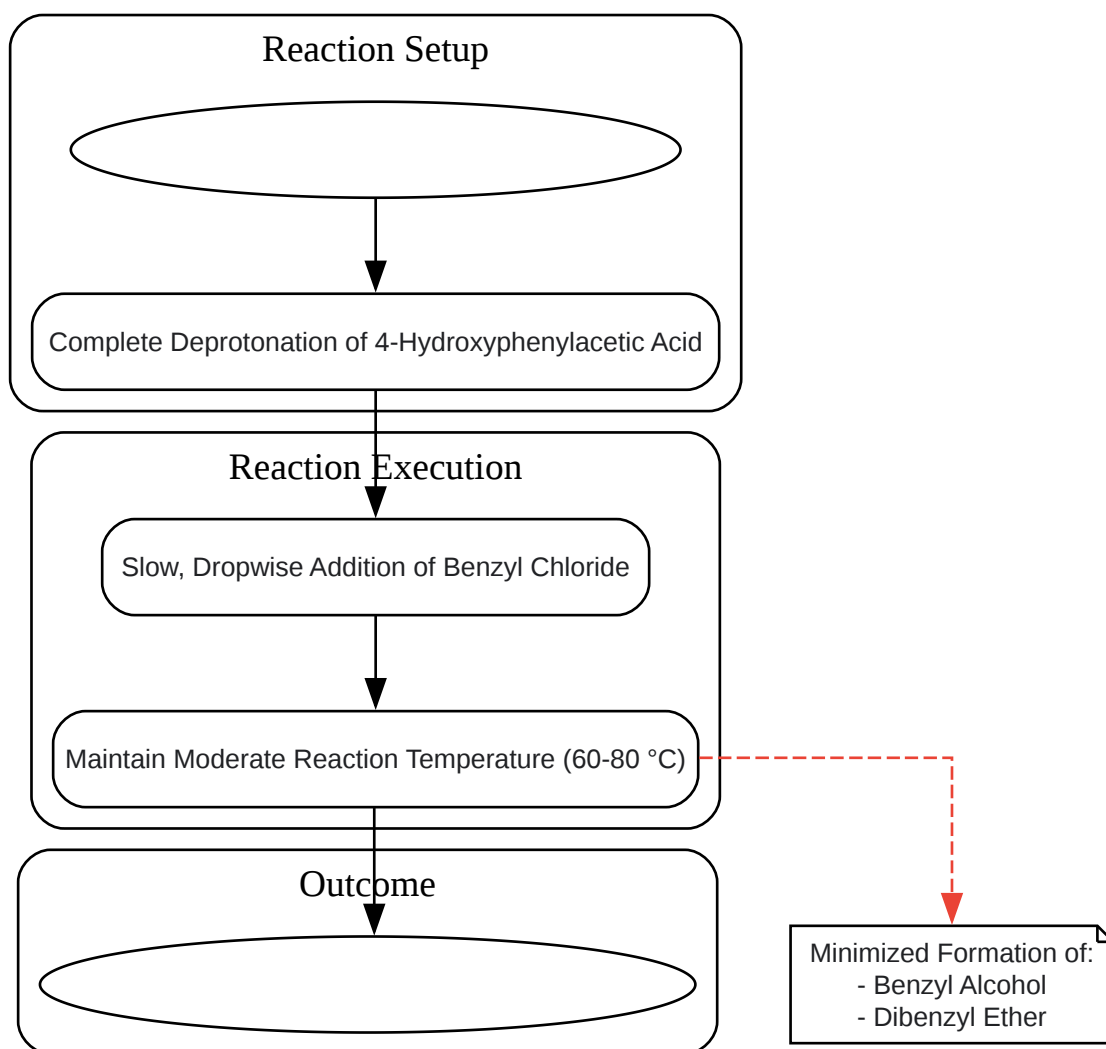 Reaction Setup
Complete Deprotonation of 4-Hydroxyphenylacetic Acid
Reaction Execution
Slow, Dropwise Addition of Benzyl Chloride
Maintain Moderate Reaction Temperature (60-80 °C)
Outcome
Minimized Formation of:
- Benzyl Alcohol
- Dibenzyl Ether